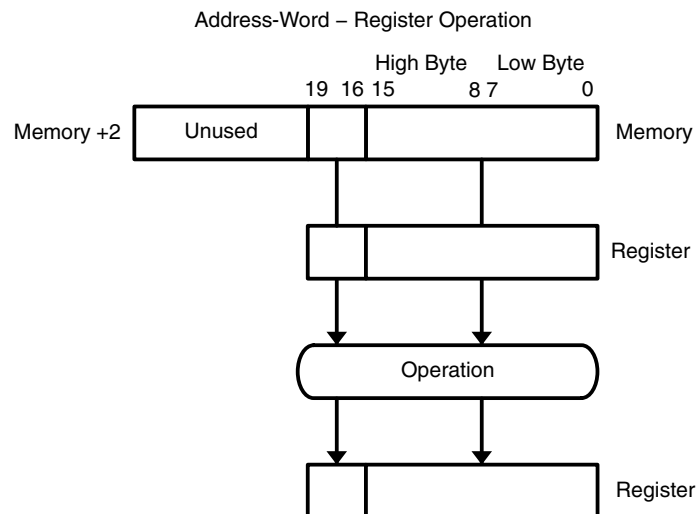 Address-Word – Register Operation
High Byte Low Byte
19 16 15 8 7 0
Memory +2 Unused Memory
Register
Operation
Register